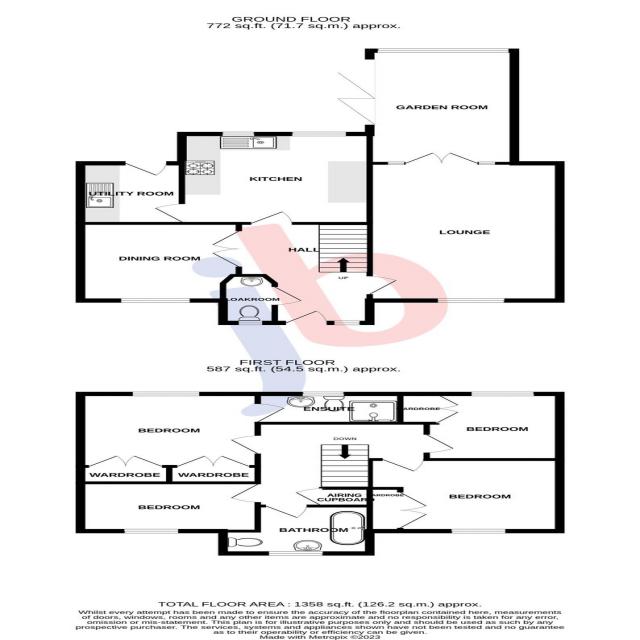 GROUND FLOOR
772 sq.ft. (71.7 sq.m.) approx.
GARDEN ROOM
KITCHEN
UTILITY ROOM
LOUNGE
HALL
DINING ROOM
UP
LOAKROOM
jb
FIRST FLOOR
587 sq.ft. (54.5 sq.m.) approx.
ENSUITE
WARDROBE
BEDROOM
BEDROOM
DOWN
WARDROBE
WARDROBE
AIRING
CUPBOARD
WARDROBE
BEDROOM
BEDROOM
BATHROOM
TOTAL FLOOR AREA : 1358 sq.ft. (126.2 sq.m.) approx.
Whilst every attempt has been made to ensure the accuracy of the floorplan contained here, measurements
of doors, windows, rooms and any other items are approximate and no responsibility is taken for any error,
omission or mis-statement. This plan is for illustrative purposes only and should be used as such by any
prospective purchaser. The services, systems and appliances shown have not been tested and no guarantee
as to their operability or efficiency can be given.
Made with Metropix ©2023